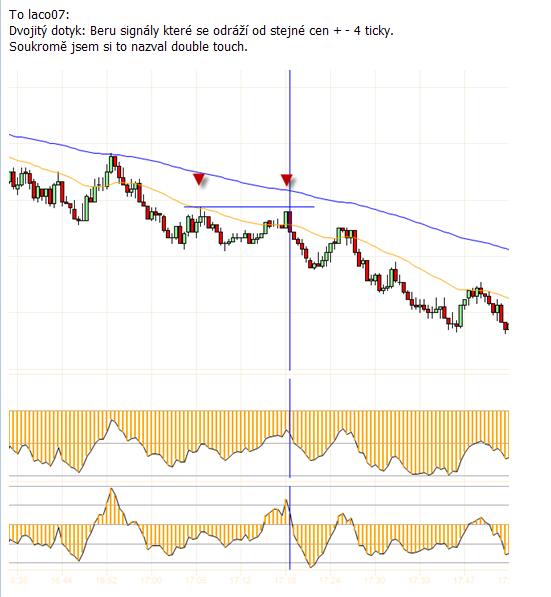 To laco07:
Dvojitý dotyk: Beru signály které se odráží od stejné cen + - 4 ticky.
Soukromě jsem si to nazval double touch.
16:44 16:52 17:00 17:06 17:12 17:18 17:24 17:30 17:39 17:47